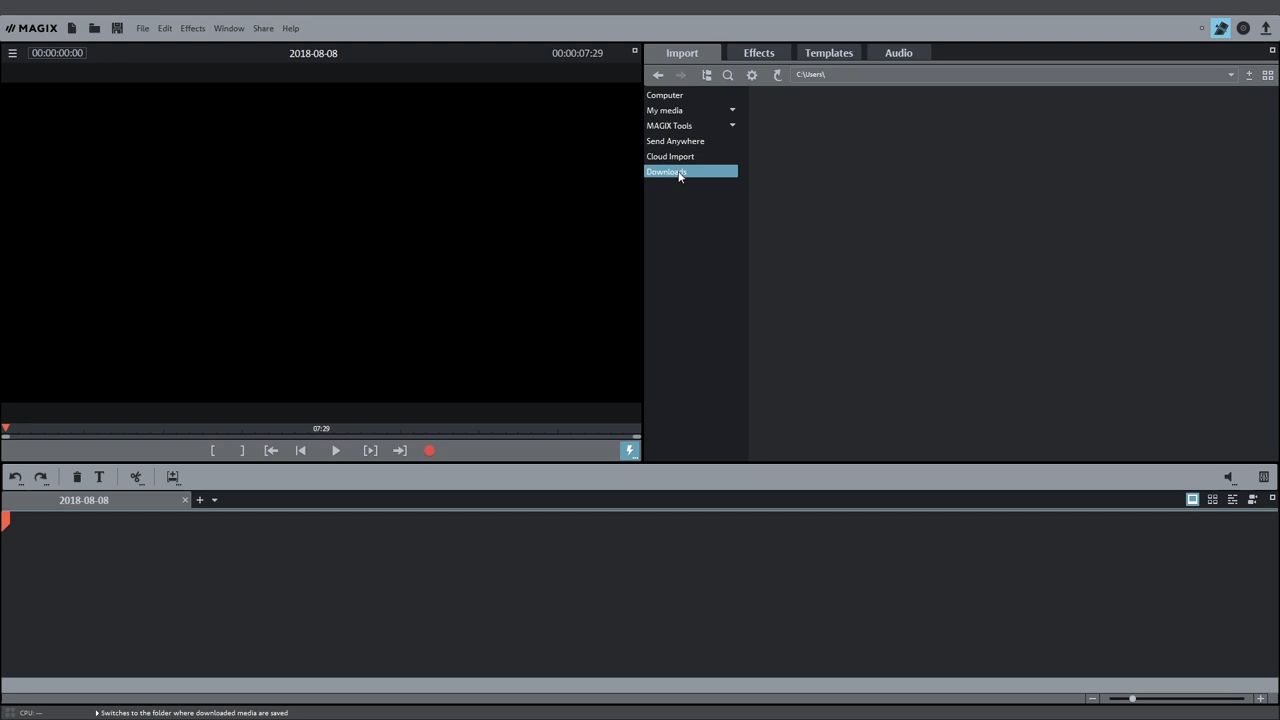 MAGIX File Edit Effects Window Share Help
00:00:00:00 2018-08-08 00:00:07:29
Import Effects Templates Audio
C:\Users\
Computer
My media
MAGIX Tools
Send Anywhere
Cloud Import
Downloads
07:29
T
2018-08-08
CPU: — Switches to the folder where downloaded media are saved